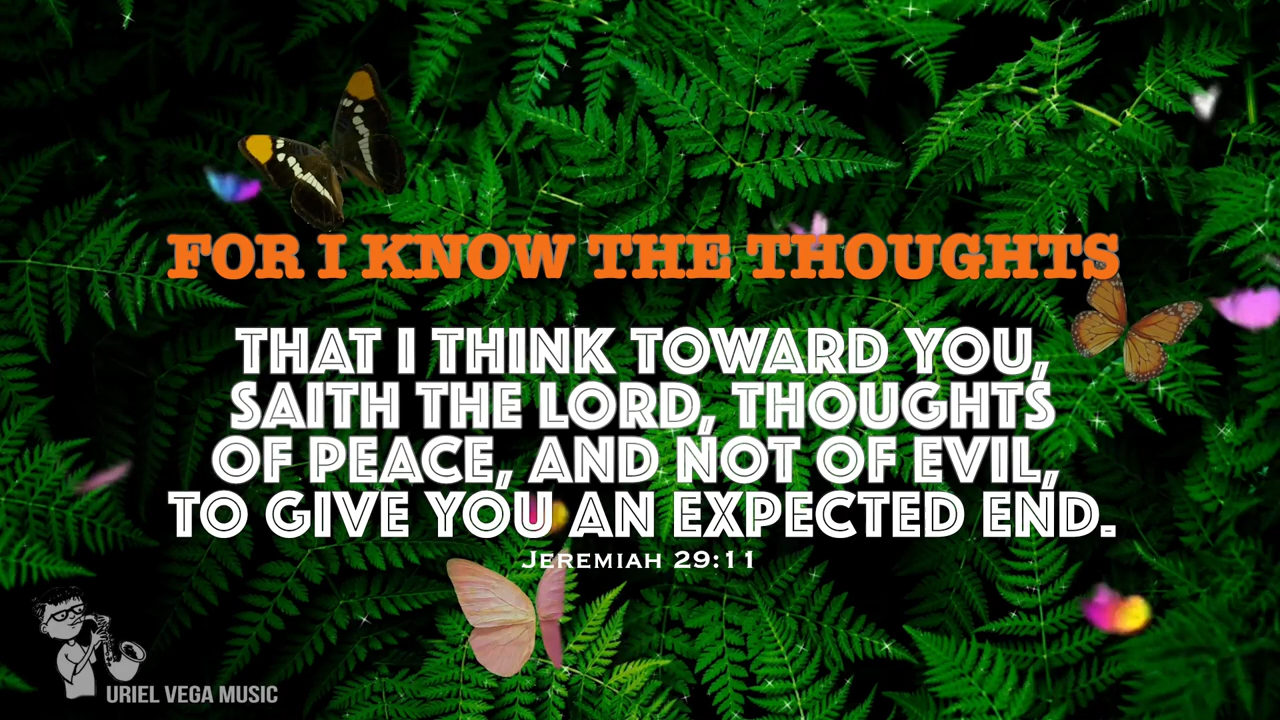 FOR I KNOW THE THOUGHTS
THAT I THINK TOWARD YOU,
SAITH THE LORD, THOUGHTS
OF PEACE, AND NOT OF EVIL,
TO GIVE YOU AN EXPECTED END.
JEREMIAH 29:11
URIEL VEGA MUSIC